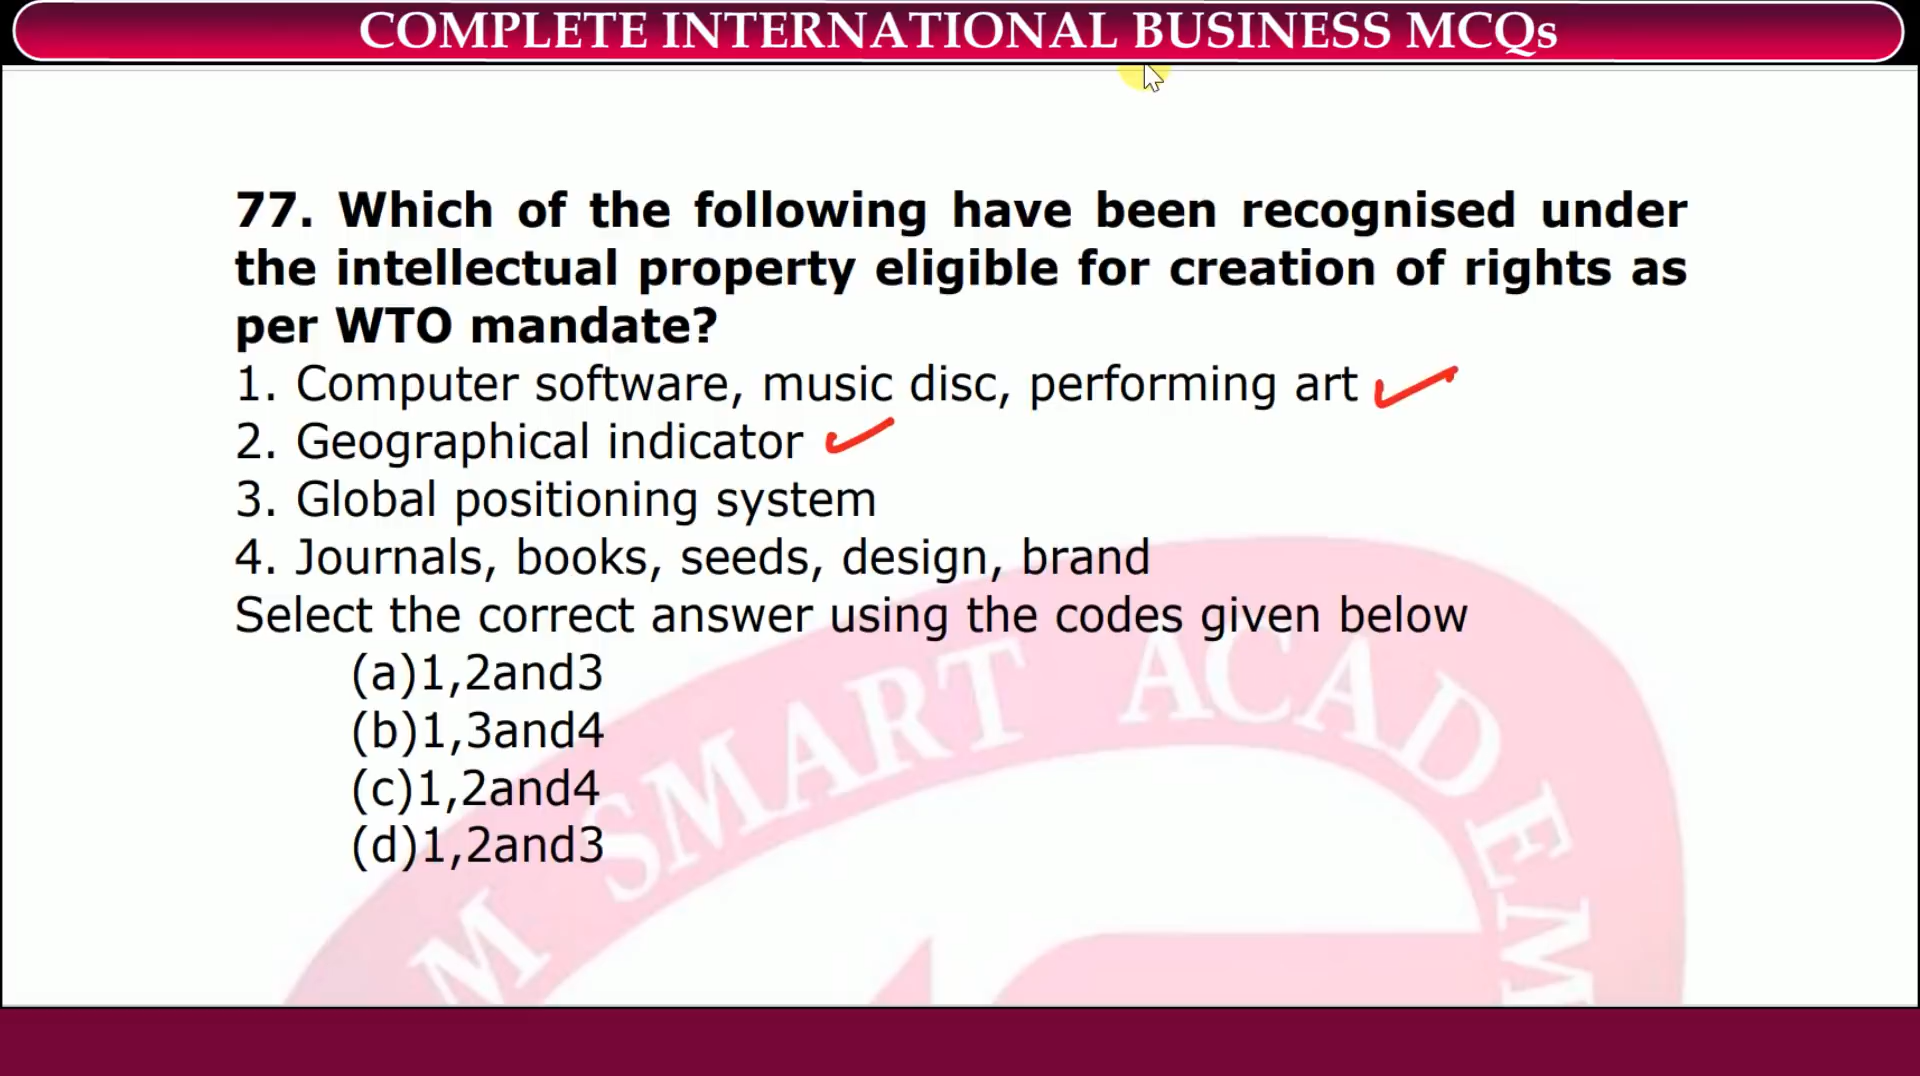 COMPLETE INTERNATIONAL BUSINESS MCQs
77. Which of the following have been recognised under
the intellectual property eligible for creation of rights as
per WTO mandate?
1. Computer software, music disc, performing art
2. Geographical indicator
3. Global positioning system
4. Journals, books, seeds, design, brand
Select the correct answer using the codes given below
(a)1,2and3
(b)1,3and4
(c)1,2and4
(d)1,2and3
M SMART ACADEM